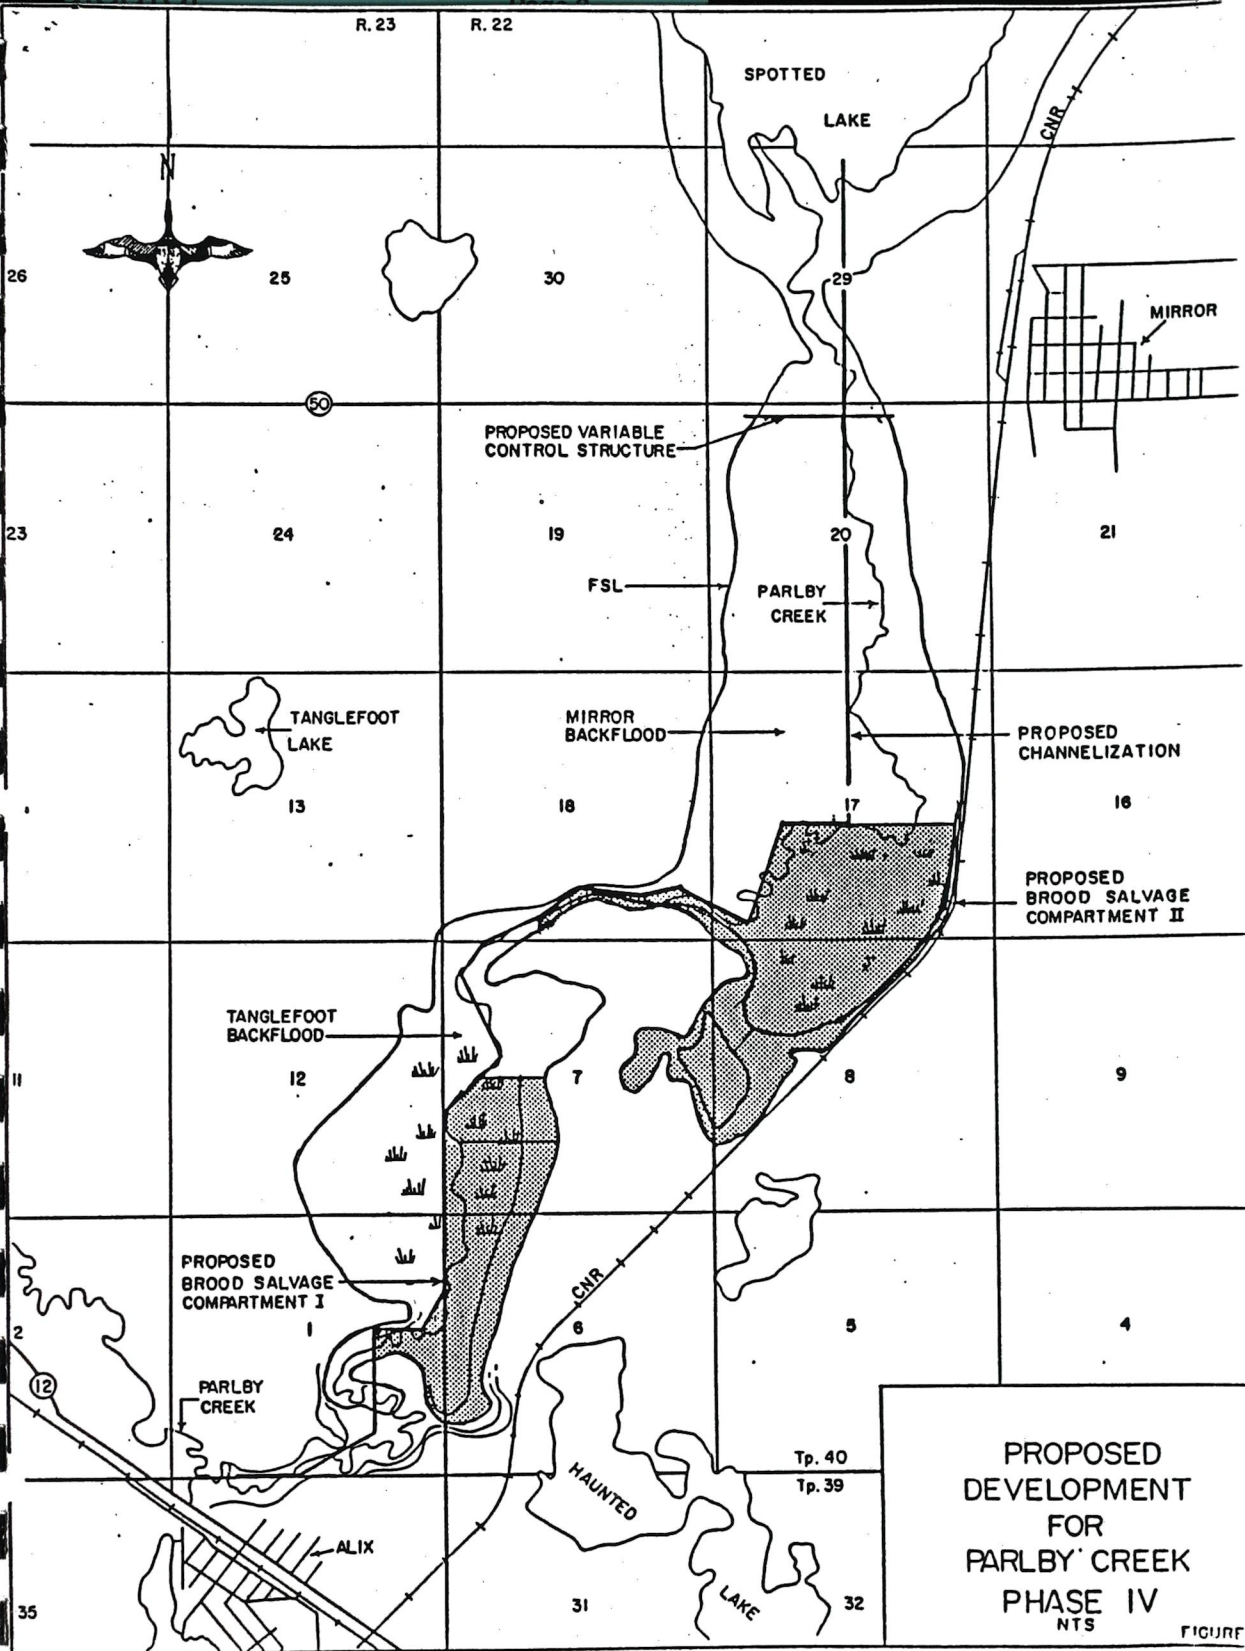 R. 23
R. 22
SPOTTED
LAKE
CNR
N
26
25
30
29
MIRROR
50
PROPOSED VARIABLE
CONTROL STRUCTURE
23
24
19
20
21
FSL
PARLBY
CREEK
TANGLEFOOT
LAKE
MIRROR
BACKFLOOD
PROPOSED
CHANNELIZATION
13
18
17
16
PROPOSED
BROOD SALVAGE
COMPARTMENT II
TANGLEFOOT
BACKFLOOD
11
12
7
8
9
PROPOSED
BROOD SALVAGE
COMPARTMENT I
CNR
2
1
6
5
4
12
PARLBY
CREEK
Tp. 40
Tp. 39
HAUNTED
LAKE
ALIX
35
31
32
PROPOSED
DEVELOPMENT
FOR
PARLBY CREEK
PHASE IV
NTS
FIGURE